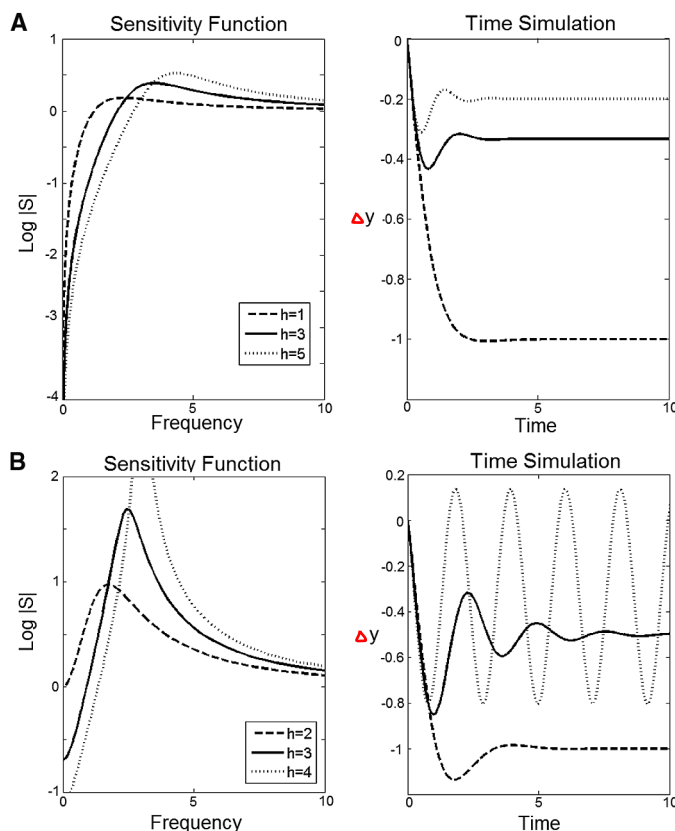 A
Sensitivity Function
Time Simulation
1
0
-1
-2
-3
-4
Log |S|
0
5
10
Frequency
h=1
h=3
h=5
0
-0.2
-0.4
-0.6
-0.8
-1
y
0
5
10
Time
B
Sensitivity Function
Time Simulation
2
1
0
-1
Log |S|
0
5
10
Frequency
h=2
h=3
h=4
0.2
0
-0.2
-0.4
-0.6
-0.8
-1
y
0
5
10
Time